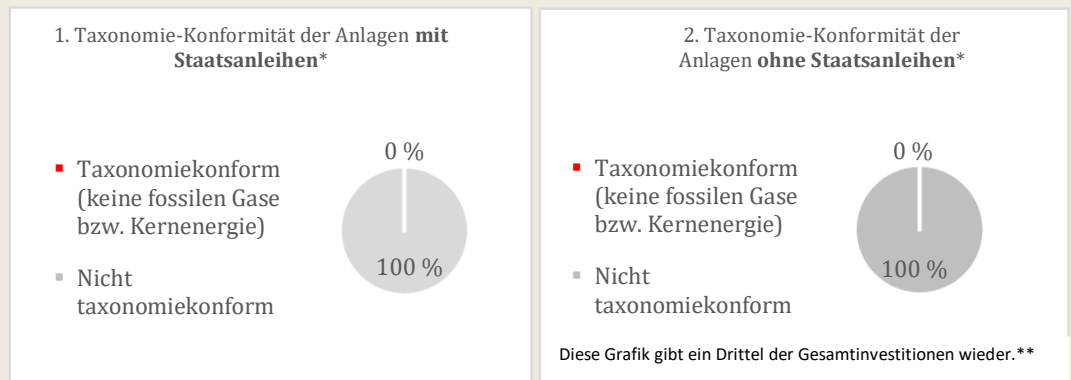 1. Taxonomie-Konformität der Anlagen mit
Staatsanleihen*
0 %
Taxonomiekonform
(keine fossilen Gase
bzw. Kernenergie)
100 %
Nicht
taxonomiekonform
2. Taxonomie-Konformität der
Anlagen ohne Staatsanleihen*
0 %
Taxonomiekonform
(keine fossilen Gase
bzw. Kernenergie)
100 %
Nicht
taxonomiekonform
Diese Grafik gibt ein Drittel der Gesamtinvestitionen wieder.**